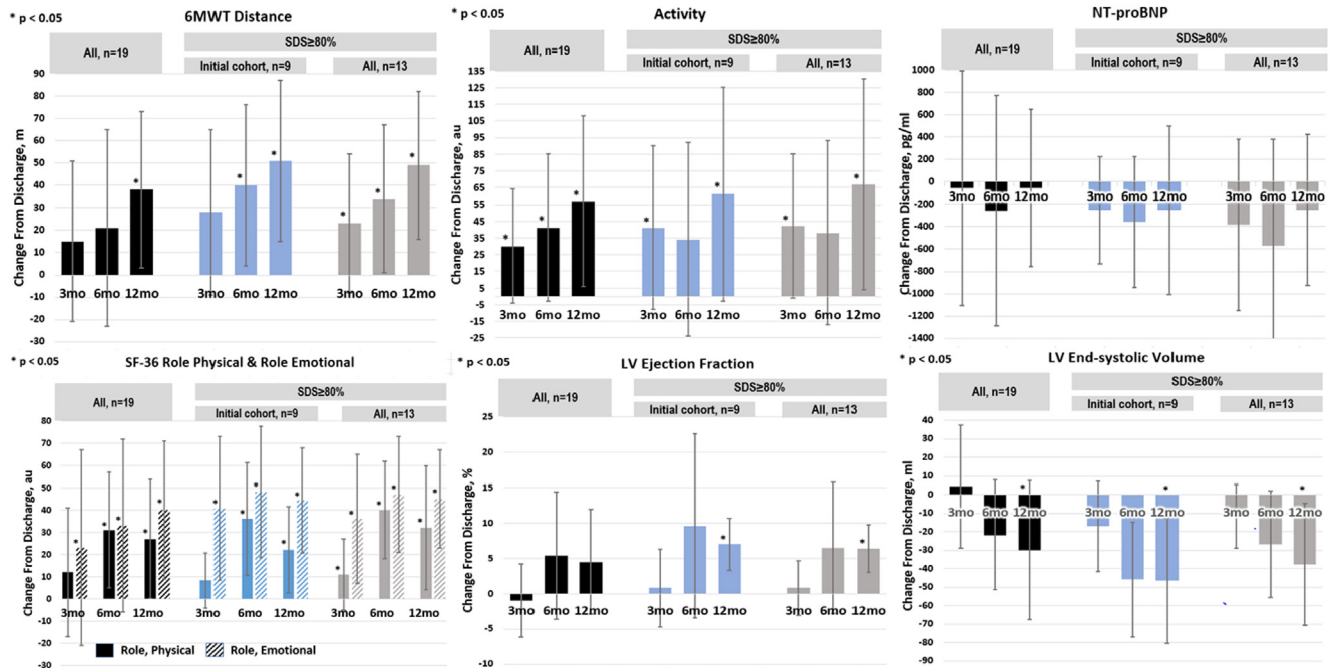 * p < 0.05
6MWT Distance
All, n=19
SDS≥80%
Initial cohort, n=9
All, n=13
Change From Discharge, m
90
80
70
60
50
40
30
20
10
0
-10
-20
-30
3mo 6mo 12mo
3mo 6mo 12mo
3mo 6mo 12mo
* * * * * *
* p < 0.05
Activity
All, n=19
SDS≥80%
Initial cohort, n=9
All, n=13
Change From Discharge, au
135
125
115
105
95
85
75
65
55
45
35
25
15
5
-5
-15
-25
3mo 6mo 12mo
3mo 6mo 12mo
3mo 6mo 12mo
* * * * * * *
NT-proBNP
All, n=19
SDS≥80%
Initial cohort, n=9
All, n=13
Change From Discharge, pg/ml
1000
800
600
400
200
0
-200
-400
-600
-800
-1000
-1200
-1400
3mo 6mo 12mo
3mo 6mo 12mo
3mo 6mo 12mo
* p < 0.05
SF-36 Role Physical & Role Emotional
All, n=19
SDS≥80%
Initial cohort, n=9
All, n=13
Change From Discharge, au
80
70
60
50
40
30
20
10
0
-10
-20
-30
3mo 6mo 12mo
3mo 6mo 12mo
3mo 6mo 12mo
* * * * * * * * * * * * * * * *
Role, Physical Role, Emotional
* p < 0.05
LV Ejection Fraction
All, n=19
SDS≥80%
Initial cohort, n=9
All, n=13
Change From Discharge, %
25
20
15
10
5
0
-5
-10
3mo 6mo 12mo
3mo 6mo 12mo
3mo 6mo 12mo
* *
* p < 0.05
LV End-systolic Volume
All, n=19
SDS≥80%
Initial cohort, n=9
All, n=13
Change From Discharge, ml
40
30
20
10
0
-10
-20
-30
-40
-50
-60
-70
-80
-90
3mo 6mo 12mo
3mo 6mo 12mo
3mo 6mo 12mo
* * *